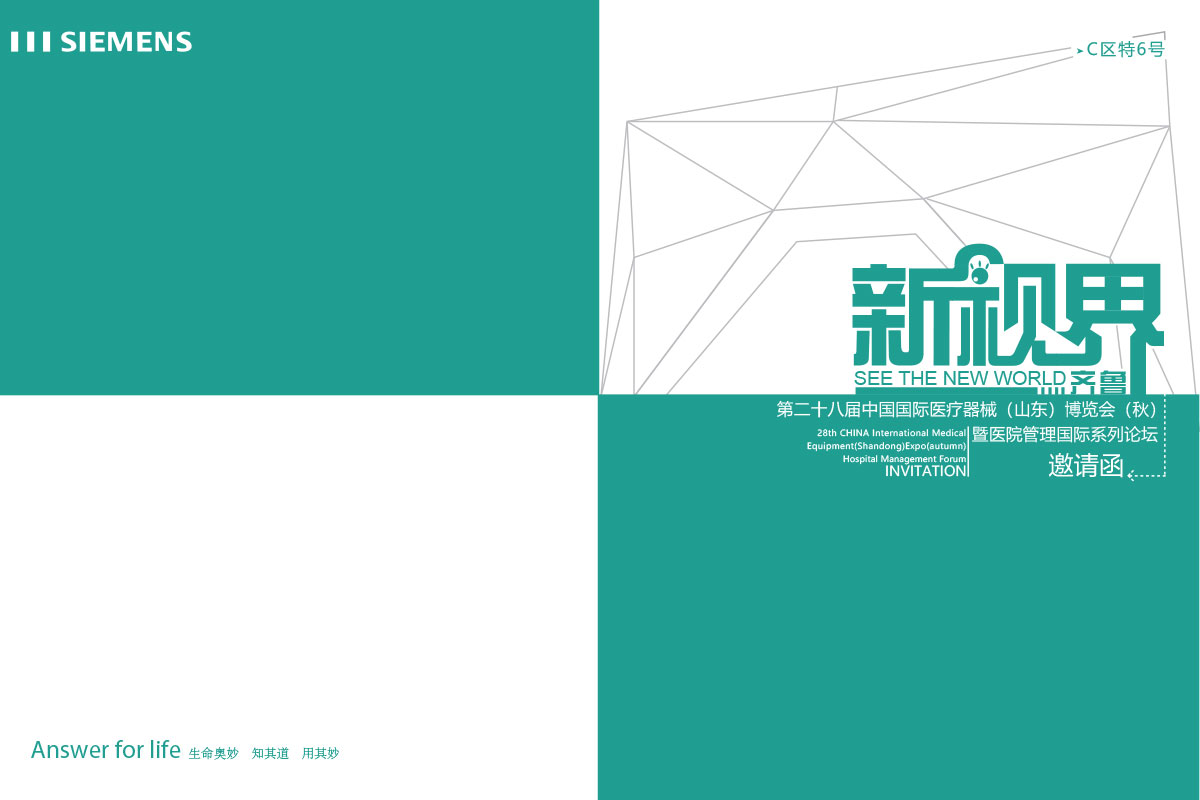 SIEMENS
C区特6号
新视界
SEE THE NEW WORLD 齐鲁
第二十八届中国国际医疗器械（山东）博览会（秋）
28th CHINA International Medical
Equipment(Shandong)Expo(autumn)
Hospital Management Forum
INVITATION
暨医院管理国际系列论坛
邀请函
Answer for life 生命奥妙 知其道 用其妙